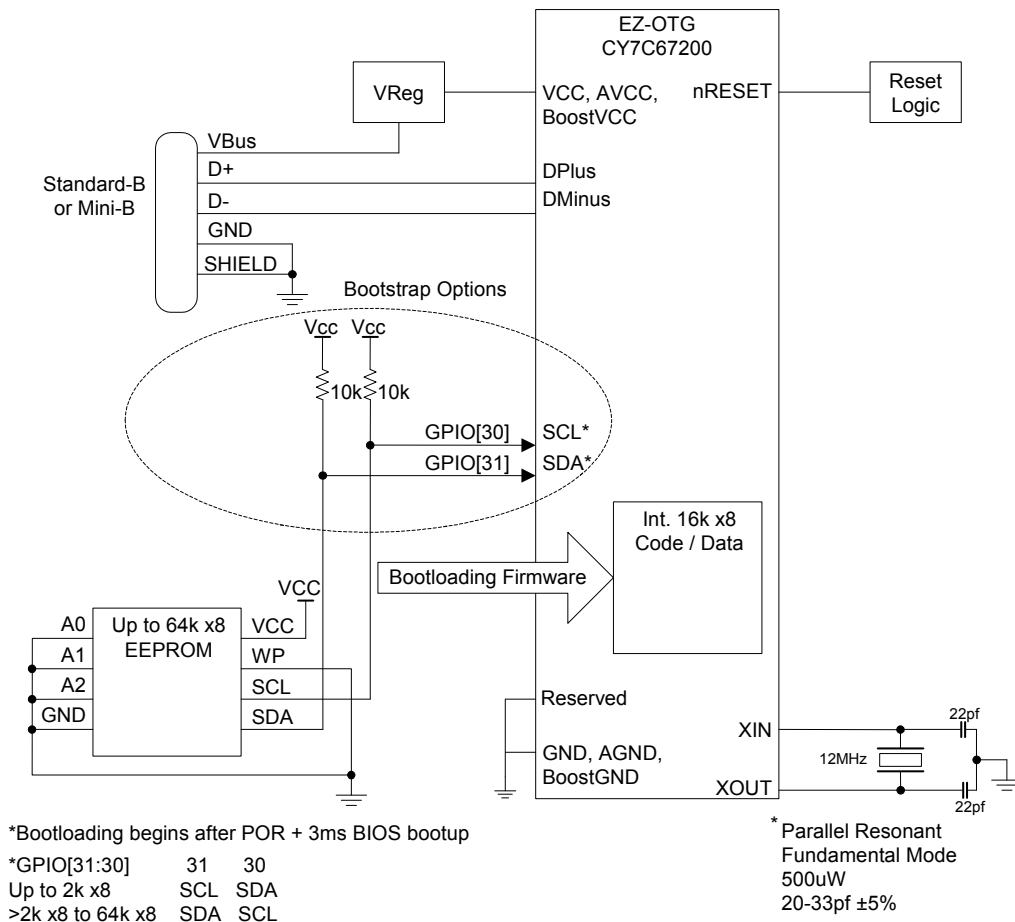 EZ-OTG
CY7C67200
VReg
VCC, AVCC,
BoostVCC
nRESET
Reset
Logic
VBus
D+
D-
GND
SHIELD
Standard-B
or Mini-B
DPlus
DMinus
Bootstrap Options
Vcc Vcc
10k 10k
GPIO[30] SCL*
GPIO[31] SDA*
Int. 16k x8
Code / Data
Bootloading Firmware
VCC
A0
A1
A2
GND
Up to 64k x8
EEPROM
VCC
WP
SCL
SDA
Reserved
GND, AGND,
BoostGND
XIN
XOUT
12MHz
22pf
22pf
*Bootloading begins after POR + 3ms BIOS bootup
*GPIO[31:30] 31 30
Up to 2k x8 SCL SDA
>2k x8 to 64k x8 SDA SCL
* Parallel Resonant
Fundamental Mode
500uW
20-33pf ±5%